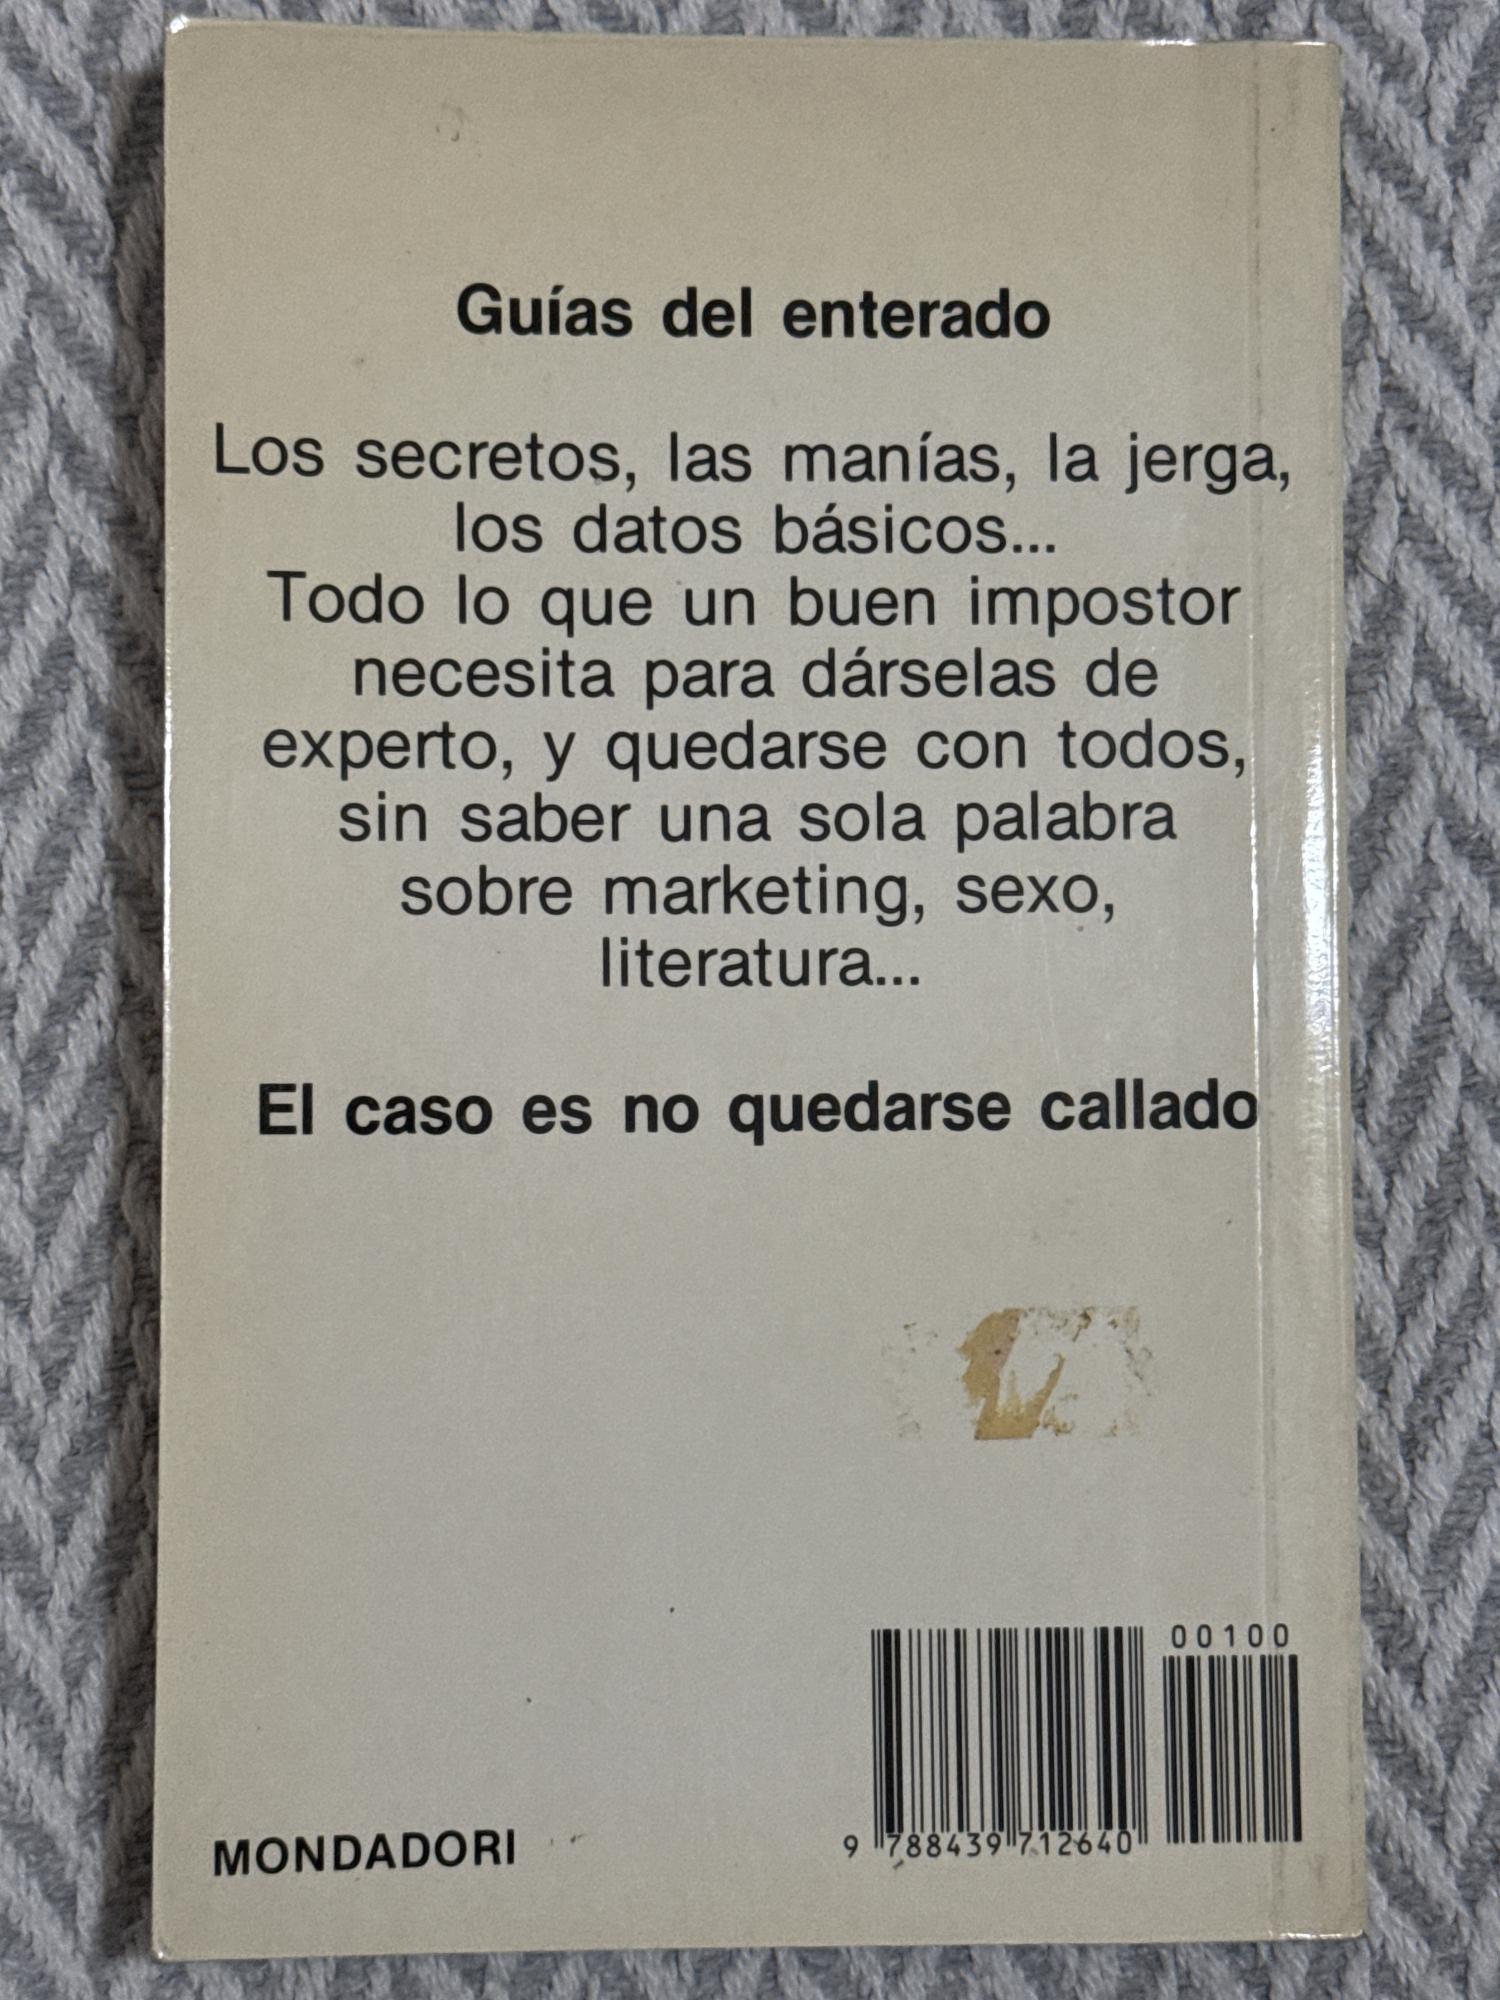 Guías del enterado
Los secretos, las manías, la jerga,
los datos básicos...
Todo lo que un buen impostor
necesita para dárselas de
experto, y quedarse con todos,
sin saber una sola palabra
sobre marketing, sexo,
literatura...
El caso es no quedarse callado
00100
9 788439 712640
MONDADORI